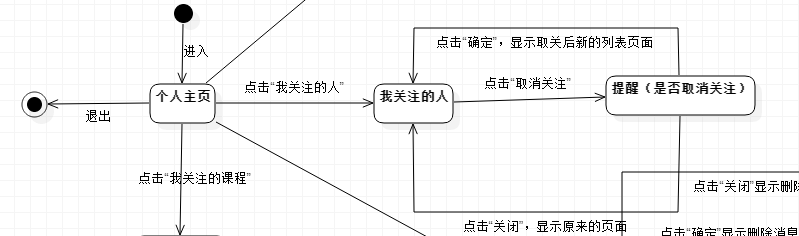 点击“确定”，显示取关后新的列表页面
进入
点击“我关注的人”
点击“取消关注”
个人主页
我关注的人
提醒（是否取消关注）
退出
点击“我关注的课程”
点击“关闭”显示删除
点击“关闭”，显示原来的页面
点击“确定”显示删除消息